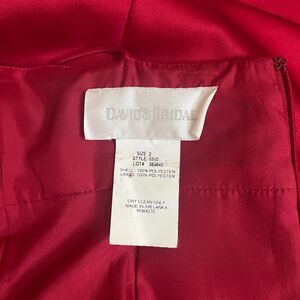 DAVID'S BRIDAL
SIZE 2
STYLE
LOT#
SHELL: 100% POLYESTER
LINING: 100% POLYESTER
DRY CLEAN ONLY
MADE IN SRI LANKA